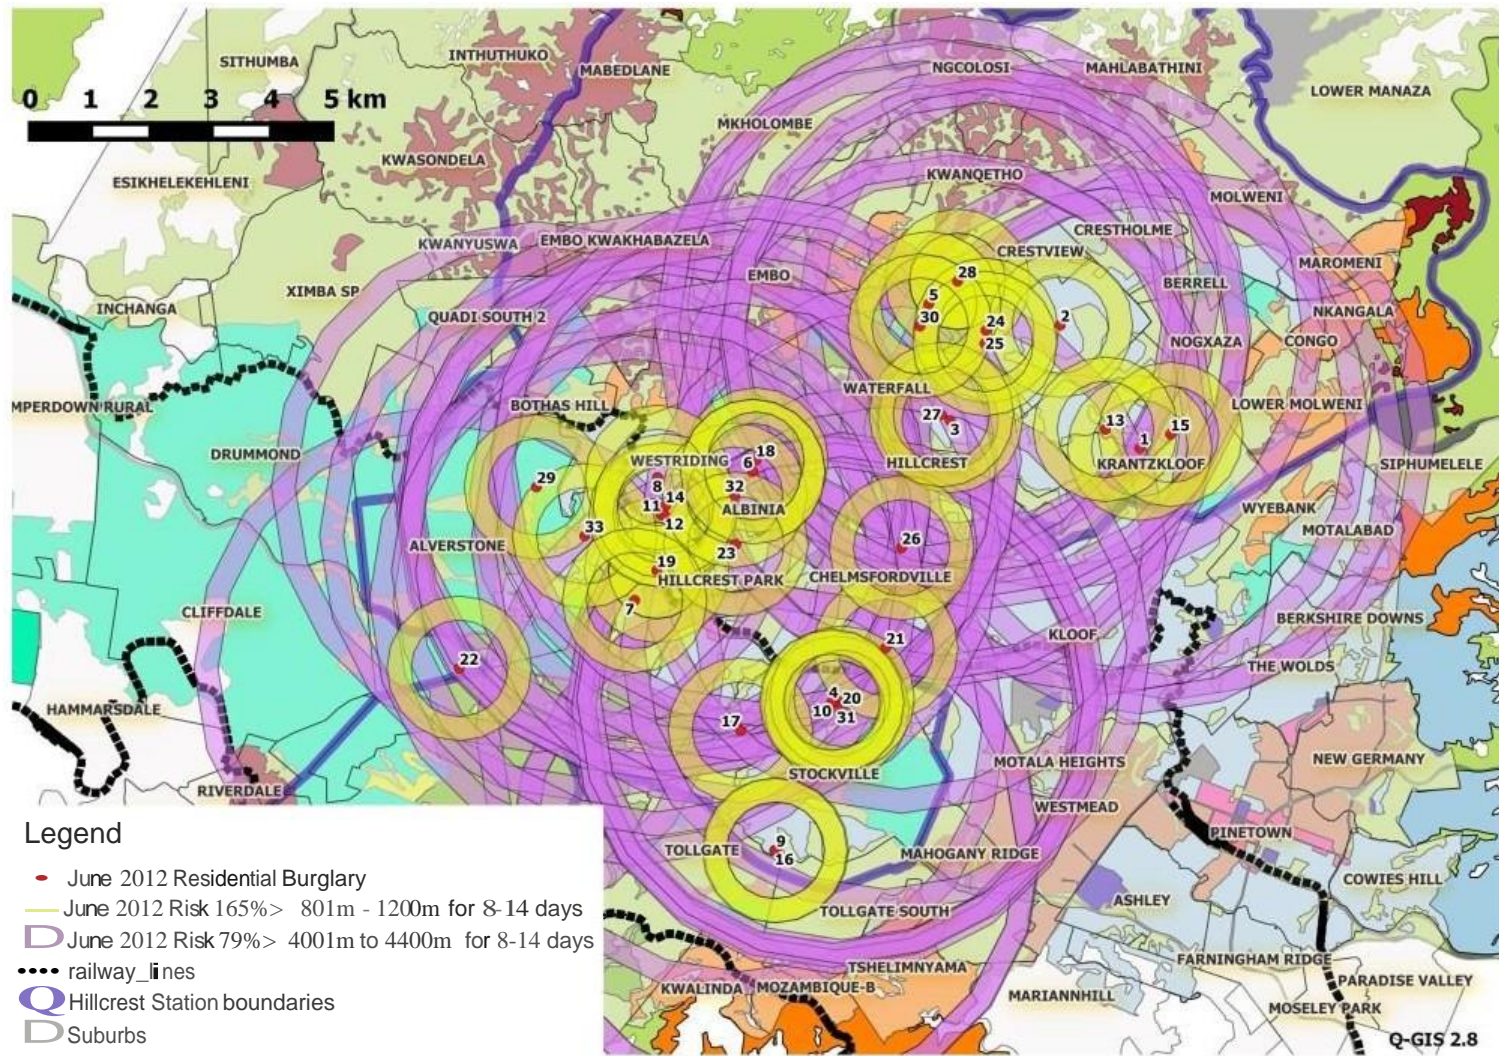 SITHUMBA
INTHUTHUKO
MABEDLANE
NGCOLOSI
MAHLABATHINI
LOWER MANAZA
0 1 2 3 4 5 km
MKHOLOMBE
KWASONDELA
ESIKHELEKEHLENI
KWANQETHO
MOLWENI
CRESTHOLME
KWANYUSWA
EMBO KWAKHABAZELA
CRESTVIEW
MAROMENI
EMBO
28
BERRELL
XIMBA SP
5
INCHANGA
NKANGALA
QUADI SOUTH 2
30
24
2
25
NOGXAZA
CONGO
WATERFALL
MPERDOWN RURAL
BOTHAS HILL
LOWER MOLWENI
27
3
13
15
1
DRUMMOND
WESTRIDING
18
6
HILLCREST
KRANTZKLOOF
SIPHUMELELE
29
8
32
14
11
ALBINIA
WYEBANK
12
33
MOTALABAD
ALVERSTONE
23
26
19
HILLCREST PARK
CHELMSFORDVILLE
7
CLIFFDALE
BERKSHIRE DOWNS
21
KLOOF
22
THE WOLDS
4
20
HAMMARSDALE
10
31
17
MOTALA HEIGHTS
NEW GERMANY
STOCKVILLE
RIVERDALE
WESTMEAD
Legend
PINETOWN
9
TOLLGATE
16
MAHOGANY RIDGE
June 2012 Residential Burglary
COWIES HILL
ASHLEY
June 2012 Risk 165%> 801m - 1200m for 8-14 days
TOLLGATE SOUTH
D June 2012 Risk 79%> 4001m to 4400m for 8-14 days
FARNINGHAM RIDGE
railway_lines
TSHELIMNYAMA
PARADISE VALLEY
KWALINDA
MOZAMBIQUE-B
MARIANNHILL
Q Hillcrest Station boundaries
MOSELEY PARK
D Suburbs
Q-GIS 2.8